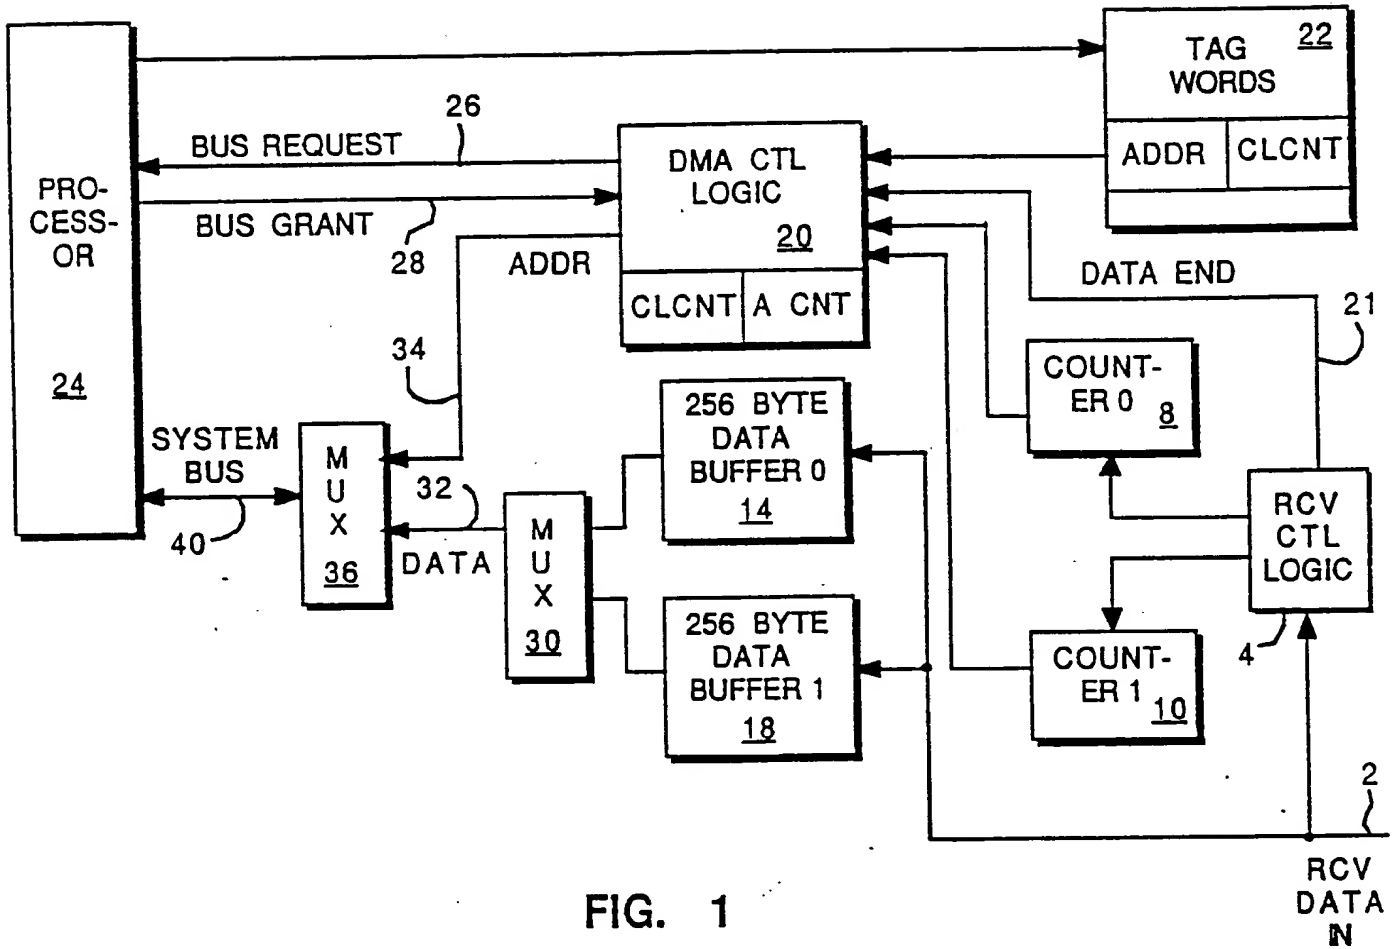 22
TAG
WORDS
ADDR
CLCNT
26
BUS REQUEST
BUS GRANT
28
PRO-
CESS-
OR
24
DMA CTL
LOGIC
20
CLCNT
A CNT
ADDR
34
DATA END
21
COUNT-
ER 0
8
256 BYTE
DATA
BUFFER 0
14
SYSTEM
BUS
40
MUX
36
32
DATA
MUX
30
RCV
CTL
LOGIC
4
256 BYTE
DATA
BUFFER 1
18
COUNT-
ER 1
10
2
RCV
DATA
IN
FIG. 1